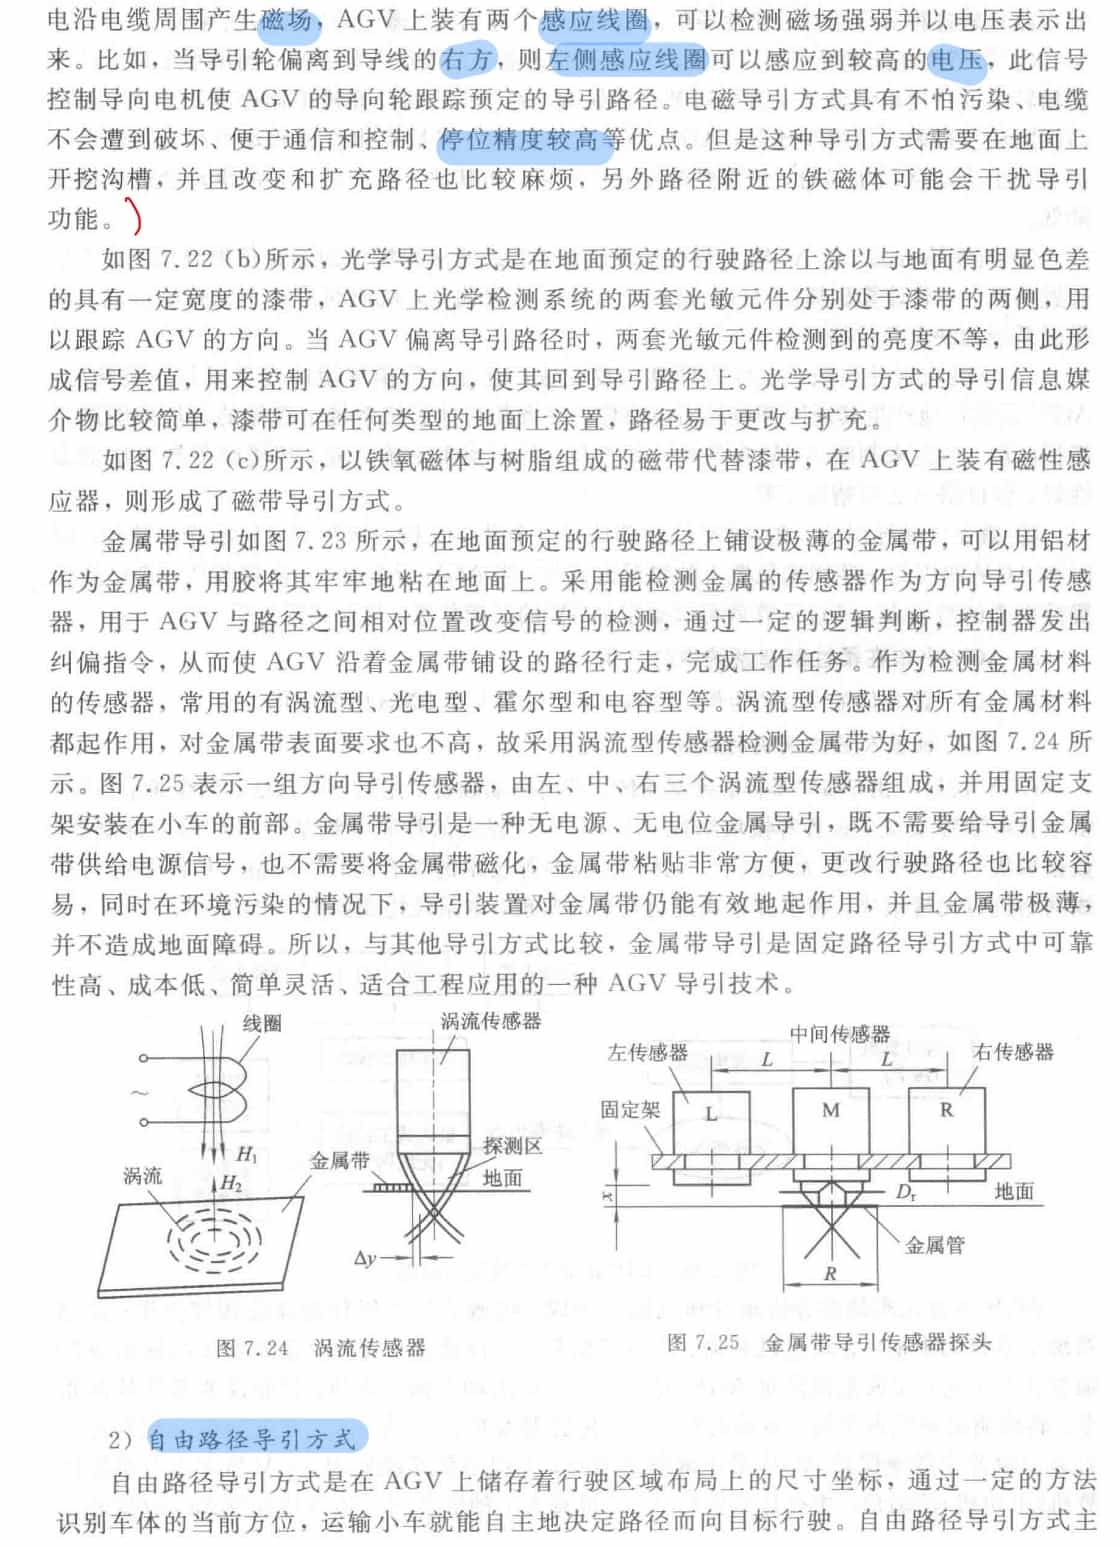 电沿电缆周围产生磁场，AGV 上装有两个感应线圈，可以检测磁场强弱并以电压表示出
来。比如，当导引轮偏离到导线的右方，则左侧感应线圈可以感应到较高的电压，此信号
控制导向电机使 AGV 的导向轮跟踪预定的导引路径。电磁导引方式具有不怕污染、电缆
不会遭到破坏、便于通信和控制、停位精度较高等优点。但是这种导引方式需要在地面上
开挖沟槽，并且改变和扩充路径也比较麻烦，另外路径附近的铁磁体可能会干扰导引
功能。
如图 7.22 (b)所示，光学导引方式是在地面预定的行驶路径上涂以与地面有明显色差
的具有一定宽度的漆带，AGV 上光学检测系统的两套光敏元件分别处于漆带的两侧，用
以跟踪 AGV 的方向。当 AGV 偏离导引路径时，两套光敏元件检测到的亮度不等，由此形
成信号差值，用来控制 AGV 的方向，使其回到导引路径上。光学导引方式的导引信息媒
介物比较简单，漆带可在任何类型的地面上涂置，路径易于更改与扩充。
如图 7.22 (c)所示，以铁氧磁体与树脂组成的磁带代替漆带，在 AGV 上装有磁性感
应器，则形成了磁带导引方式。
金属带导引如图 7.23 所示，在地面预定的行驶路径上铺设极薄的金属带，可以用铝材
作为金属带，用胶将其牢牢地粘在地面上。采用能检测金属的传感器作为方向导引传感
器，用于 AGV 与路径之间相对位置改变信号的检测，通过一定的逻辑判断，控制器发出
纠偏指令，从而使 AGV 沿着金属带铺设的路径行走，完成工作任务。作为检测金属材料
的传感器，常用的有涡流型、光电型、霍尔型和电容型等。涡流型传感器对所有金属材料
都起作用，对金属带表面要求也不高，故采用涡流型传感器检测金属带为好，如图 7.24 所
示。图 7.25 表示一组方向导引传感器，由左、中、右三个涡流型传感器组成，并用固定支
架安装在小车的前部。金属带导引是一种无电源、无电位金属导引，既不需要给导引金属
带供给电源信号，也不需要将金属带磁化，金属带粘贴非常方便，更改行驶路径也比较容
易，同时在环境污染的情况下，导引装置对金属带仍能有效地起作用，并且金属带极薄，
并不造成地面障碍。所以，与其他导引方式比较，金属带导引是固定路径导引方式中可靠
性高、成本低、简单灵活、适合工程应用的一种 AGV 导引技术。
线圈
~
H₁
H₂
涡流
金属带
涡流传感器
探测区
地面
Δy
图 7.24 涡流传感器
中间传感器
左传感器
L
L
右传感器
固定架
L
M
R
x
Dr
地面
金属管
R
图 7.25 金属带导引传感器探头
2) 自由路径导引方式
自由路径导引方式是在 AGV 上储存着行驶区域布局上的尺寸坐标，通过一定的方法
识别车体的当前方位，运输小车就能自主地决定路径而向目标行驶。自由路径导引方式主